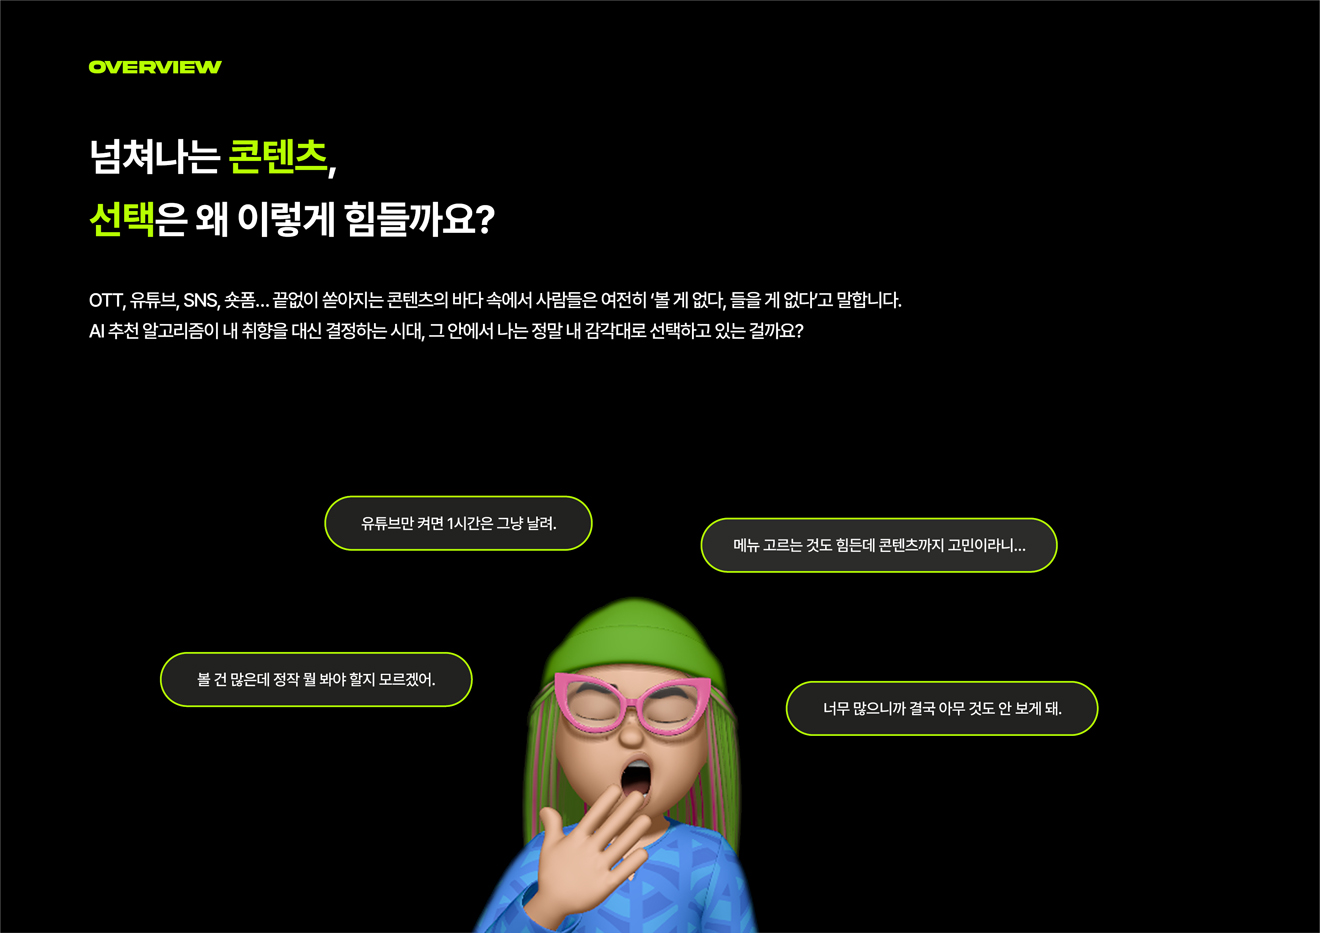 OVERVIEW
넘쳐나는 콘텐츠,
선택은 왜 이렇게 힘들까요?
OTT, 유튜브, SNS, 숏폼... 끝없이 쏟아지는 콘텐츠의 바다 속에서 사람들은 여전히 ‘볼 게 없다, 들을 게 없다’고 말합니다.
AI 추천 알고리즘이 내 취향을 대신 결정하는 시대, 그 안에서 나는 정말 내 감각대로 선택하고 있는 걸까요?
유튜브만 켜면 1시간은 그냥 날려.
메뉴 고르는 것도 힘든데 콘텐츠까지 고민이라니...
볼 건 많은데 정작 뭘 봐야 할지 모르겠어.
너무 많으니까 결국 아무 것도 안 보게 돼.